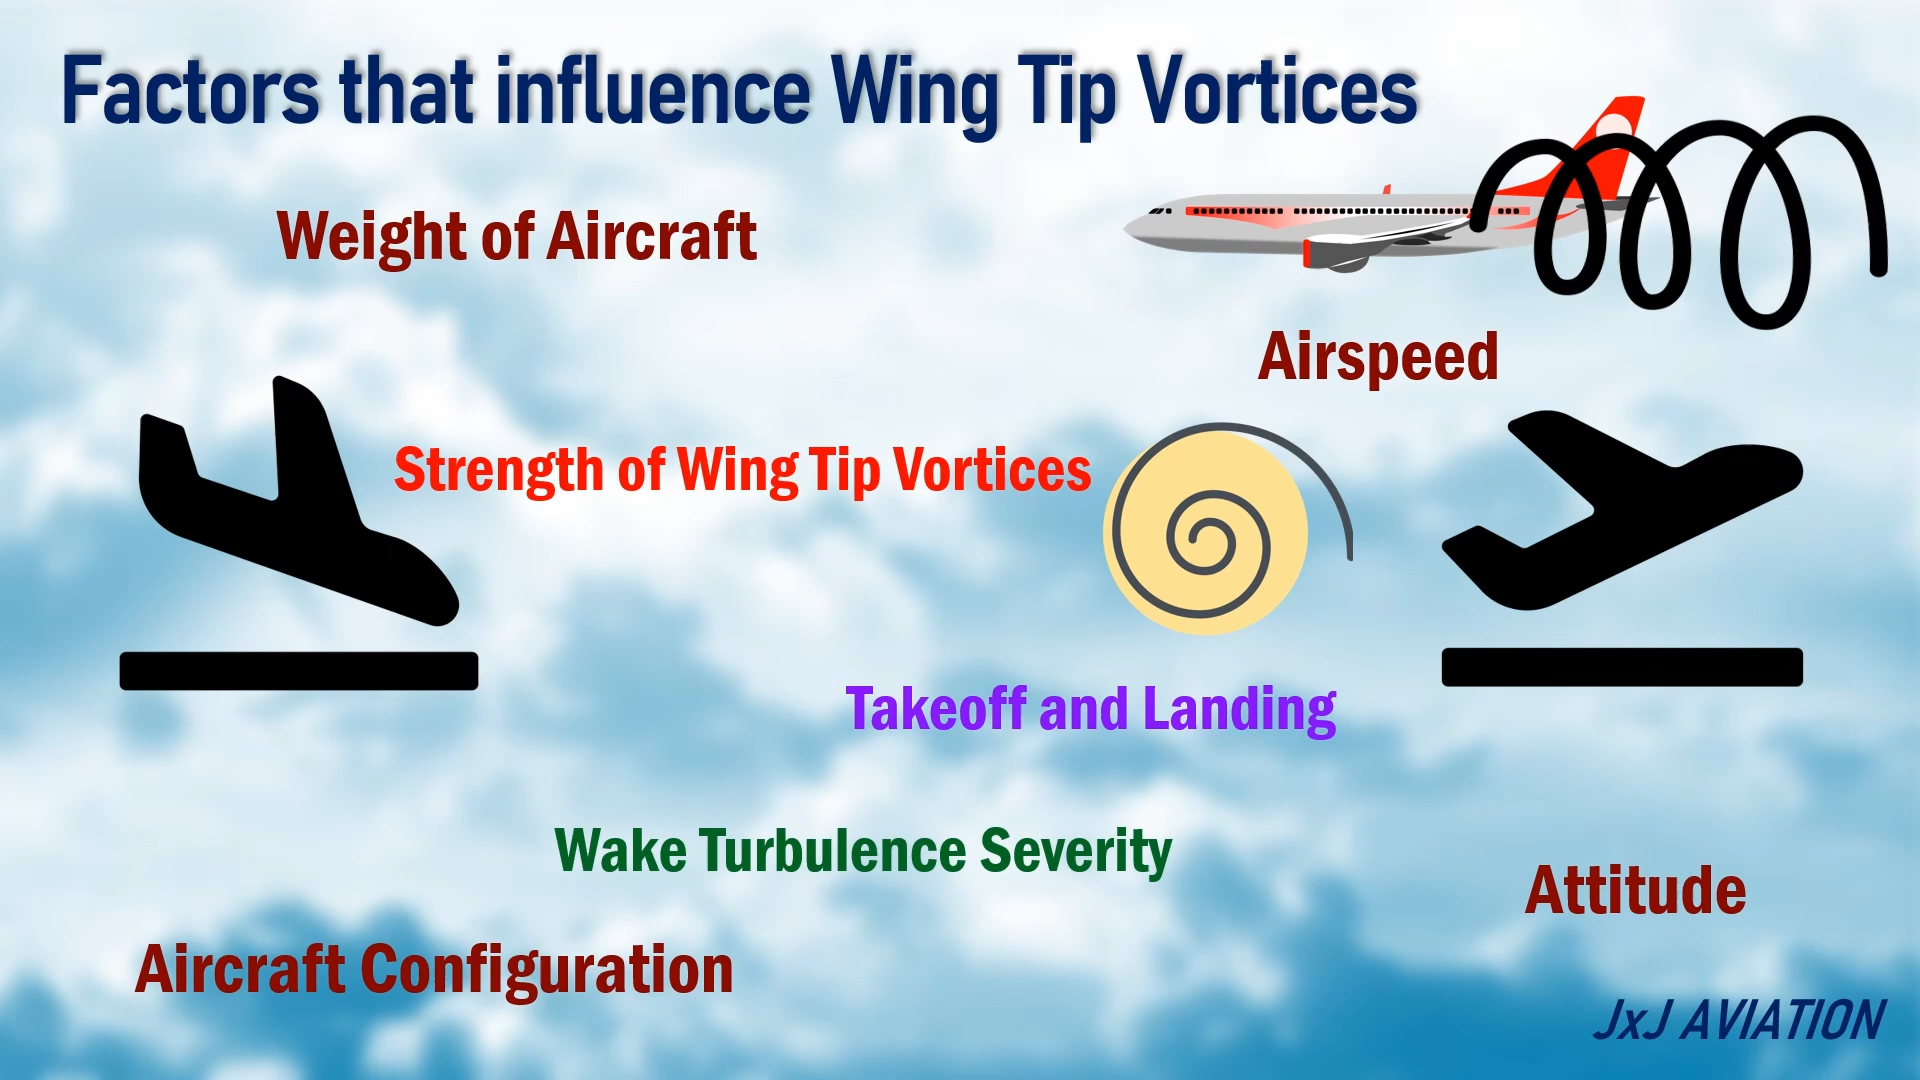 Factors that influence Wing Tip Vortices
Weight of Aircraft
Airspeed
Strength of Wing Tip Vortices
Takeoff and Landing
Wake Turbulence Severity
Attitude
Aircraft Configuration
JxJ AVIATION